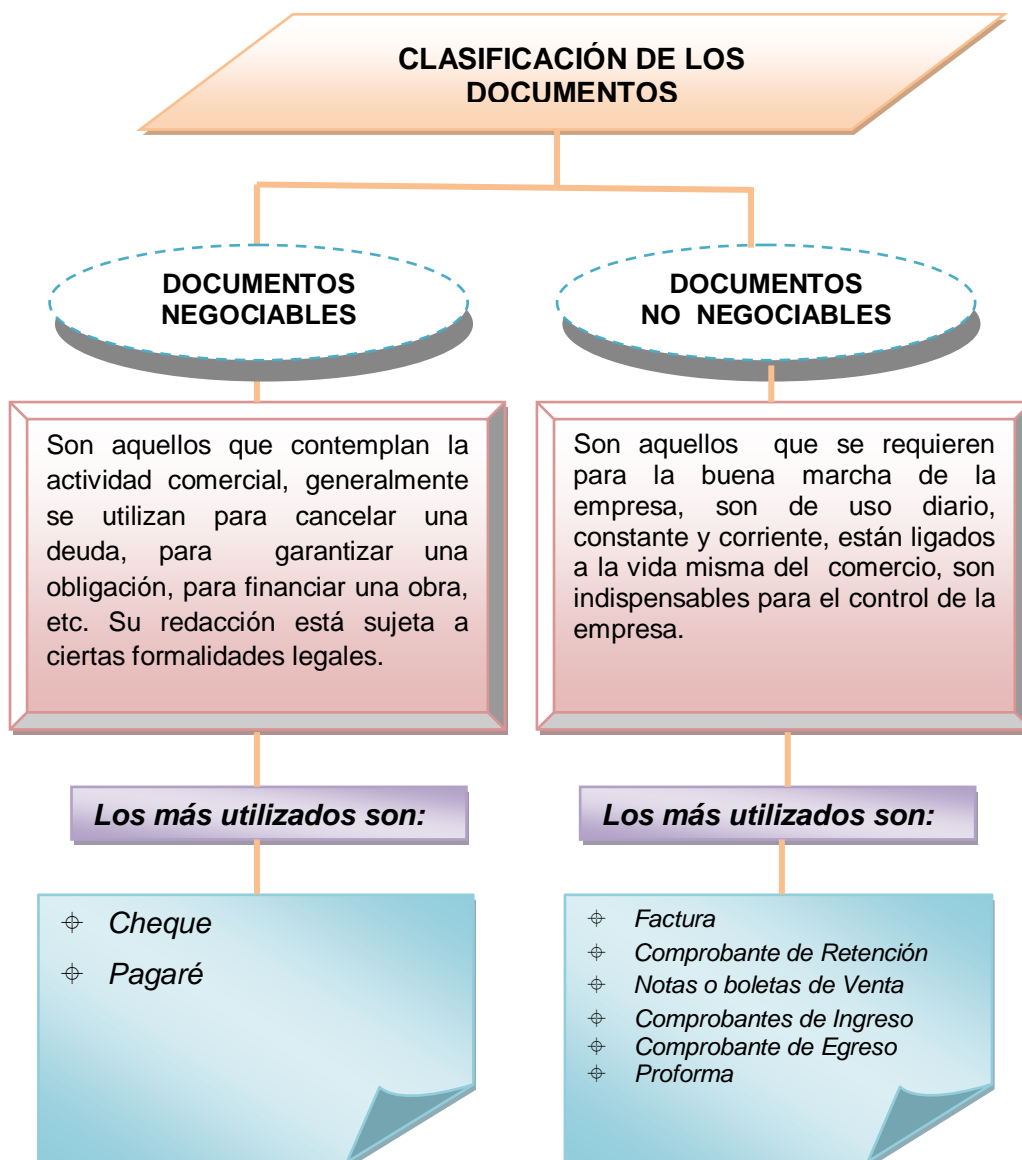 CLASIFICACIÓN DE LOS
DOCUMENTOS
DOCUMENTOS
NEGOCIABLES
DOCUMENTOS
NO NEGOCIABLES
Son aquellos que contemplan la
actividad comercial, generalmente
se utilizan para cancelar una
deuda, para garantizar una
obligación, para financiar una obra,
etc. Su redacción está sujeta a
ciertas formalidades legales.
Son aquellos que se requieren
para la buena marcha de la
empresa, son de uso diario,
constante y corriente, están ligados
a la vida misma del comercio, son
indispensables para el control de la
empresa.
Los más utilizados son:
Los más utilizados son:
Cheque
Pagaré
Factura
Comprobante de Retención
Notas o boletas de Venta
Comprobantes de Ingreso
Comprobante de Egreso
Proforma